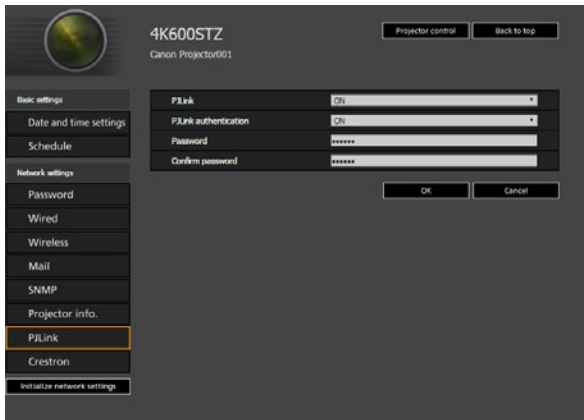 4K600STZ
Canon Projector001
Projector control
Back to top
Basic settings
Date and time settings
Schedule
Network settings
Password
Wired
Wireless
Mail
SNMP
Projector info.
PJLink
Crestron
Initialize network settings
PJLink
ON
PJLink authentication
ON
Password
••••••
Confirm password
••••••
OK
Cancel